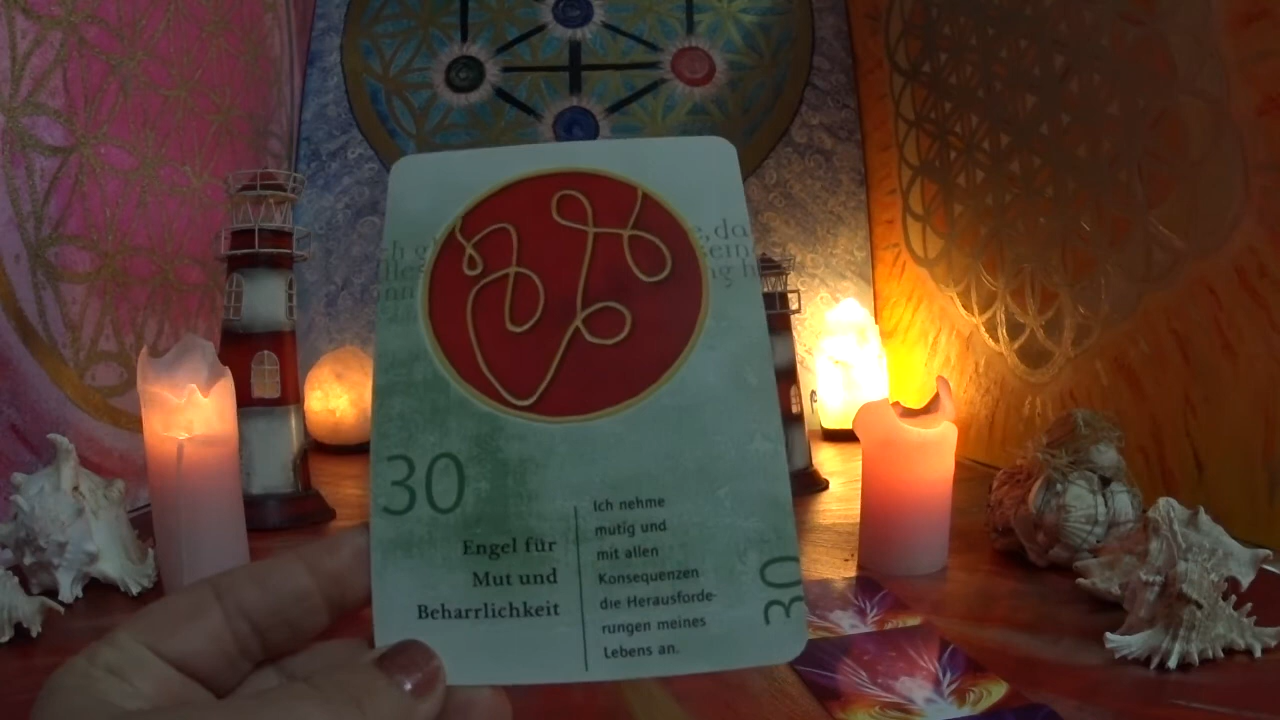 30
Engel für
Mut und
Beharrlichkeit
Ich nehme
mutig und
mit allen
Konsequenzen
die Herausforde-
rungen meines
Lebens an.
30